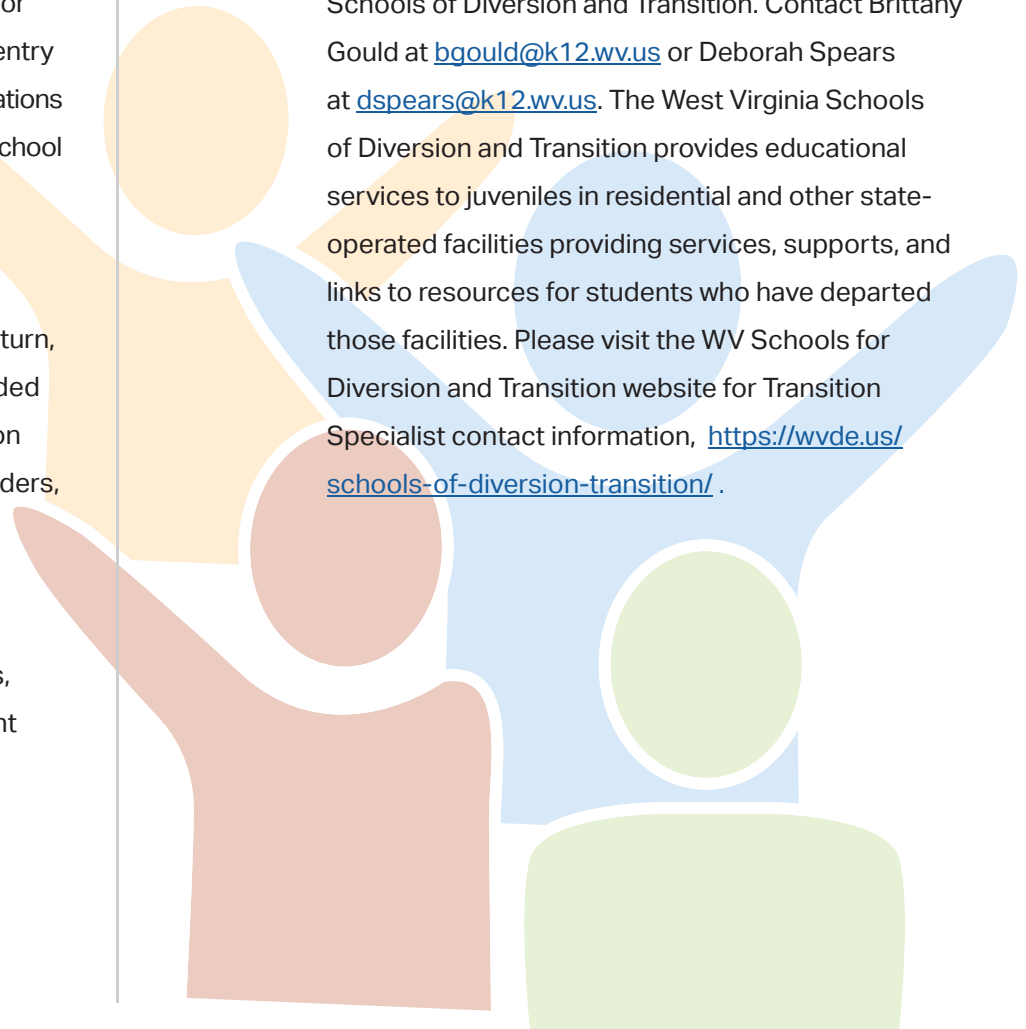 or
entry
ations
chool
turn,
ded
on
ders,
s,
nt
Schools of Diversion and Transition. Contact Brittany
Gould at bgould@k12.wv.us or Deborah Spears
at dspears@k12.wv.us. The West Virginia Schools
of Diversion and Transition provides educational
services to juveniles in residential and other state-
operated facilities providing services, supports, and
links to resources for students who have departed
those facilities. Please visit the WV Schools for
Diversion and Transition website for Transition
Specialist contact information, https://wvde.us/
schools-of-diversion-transition/ .